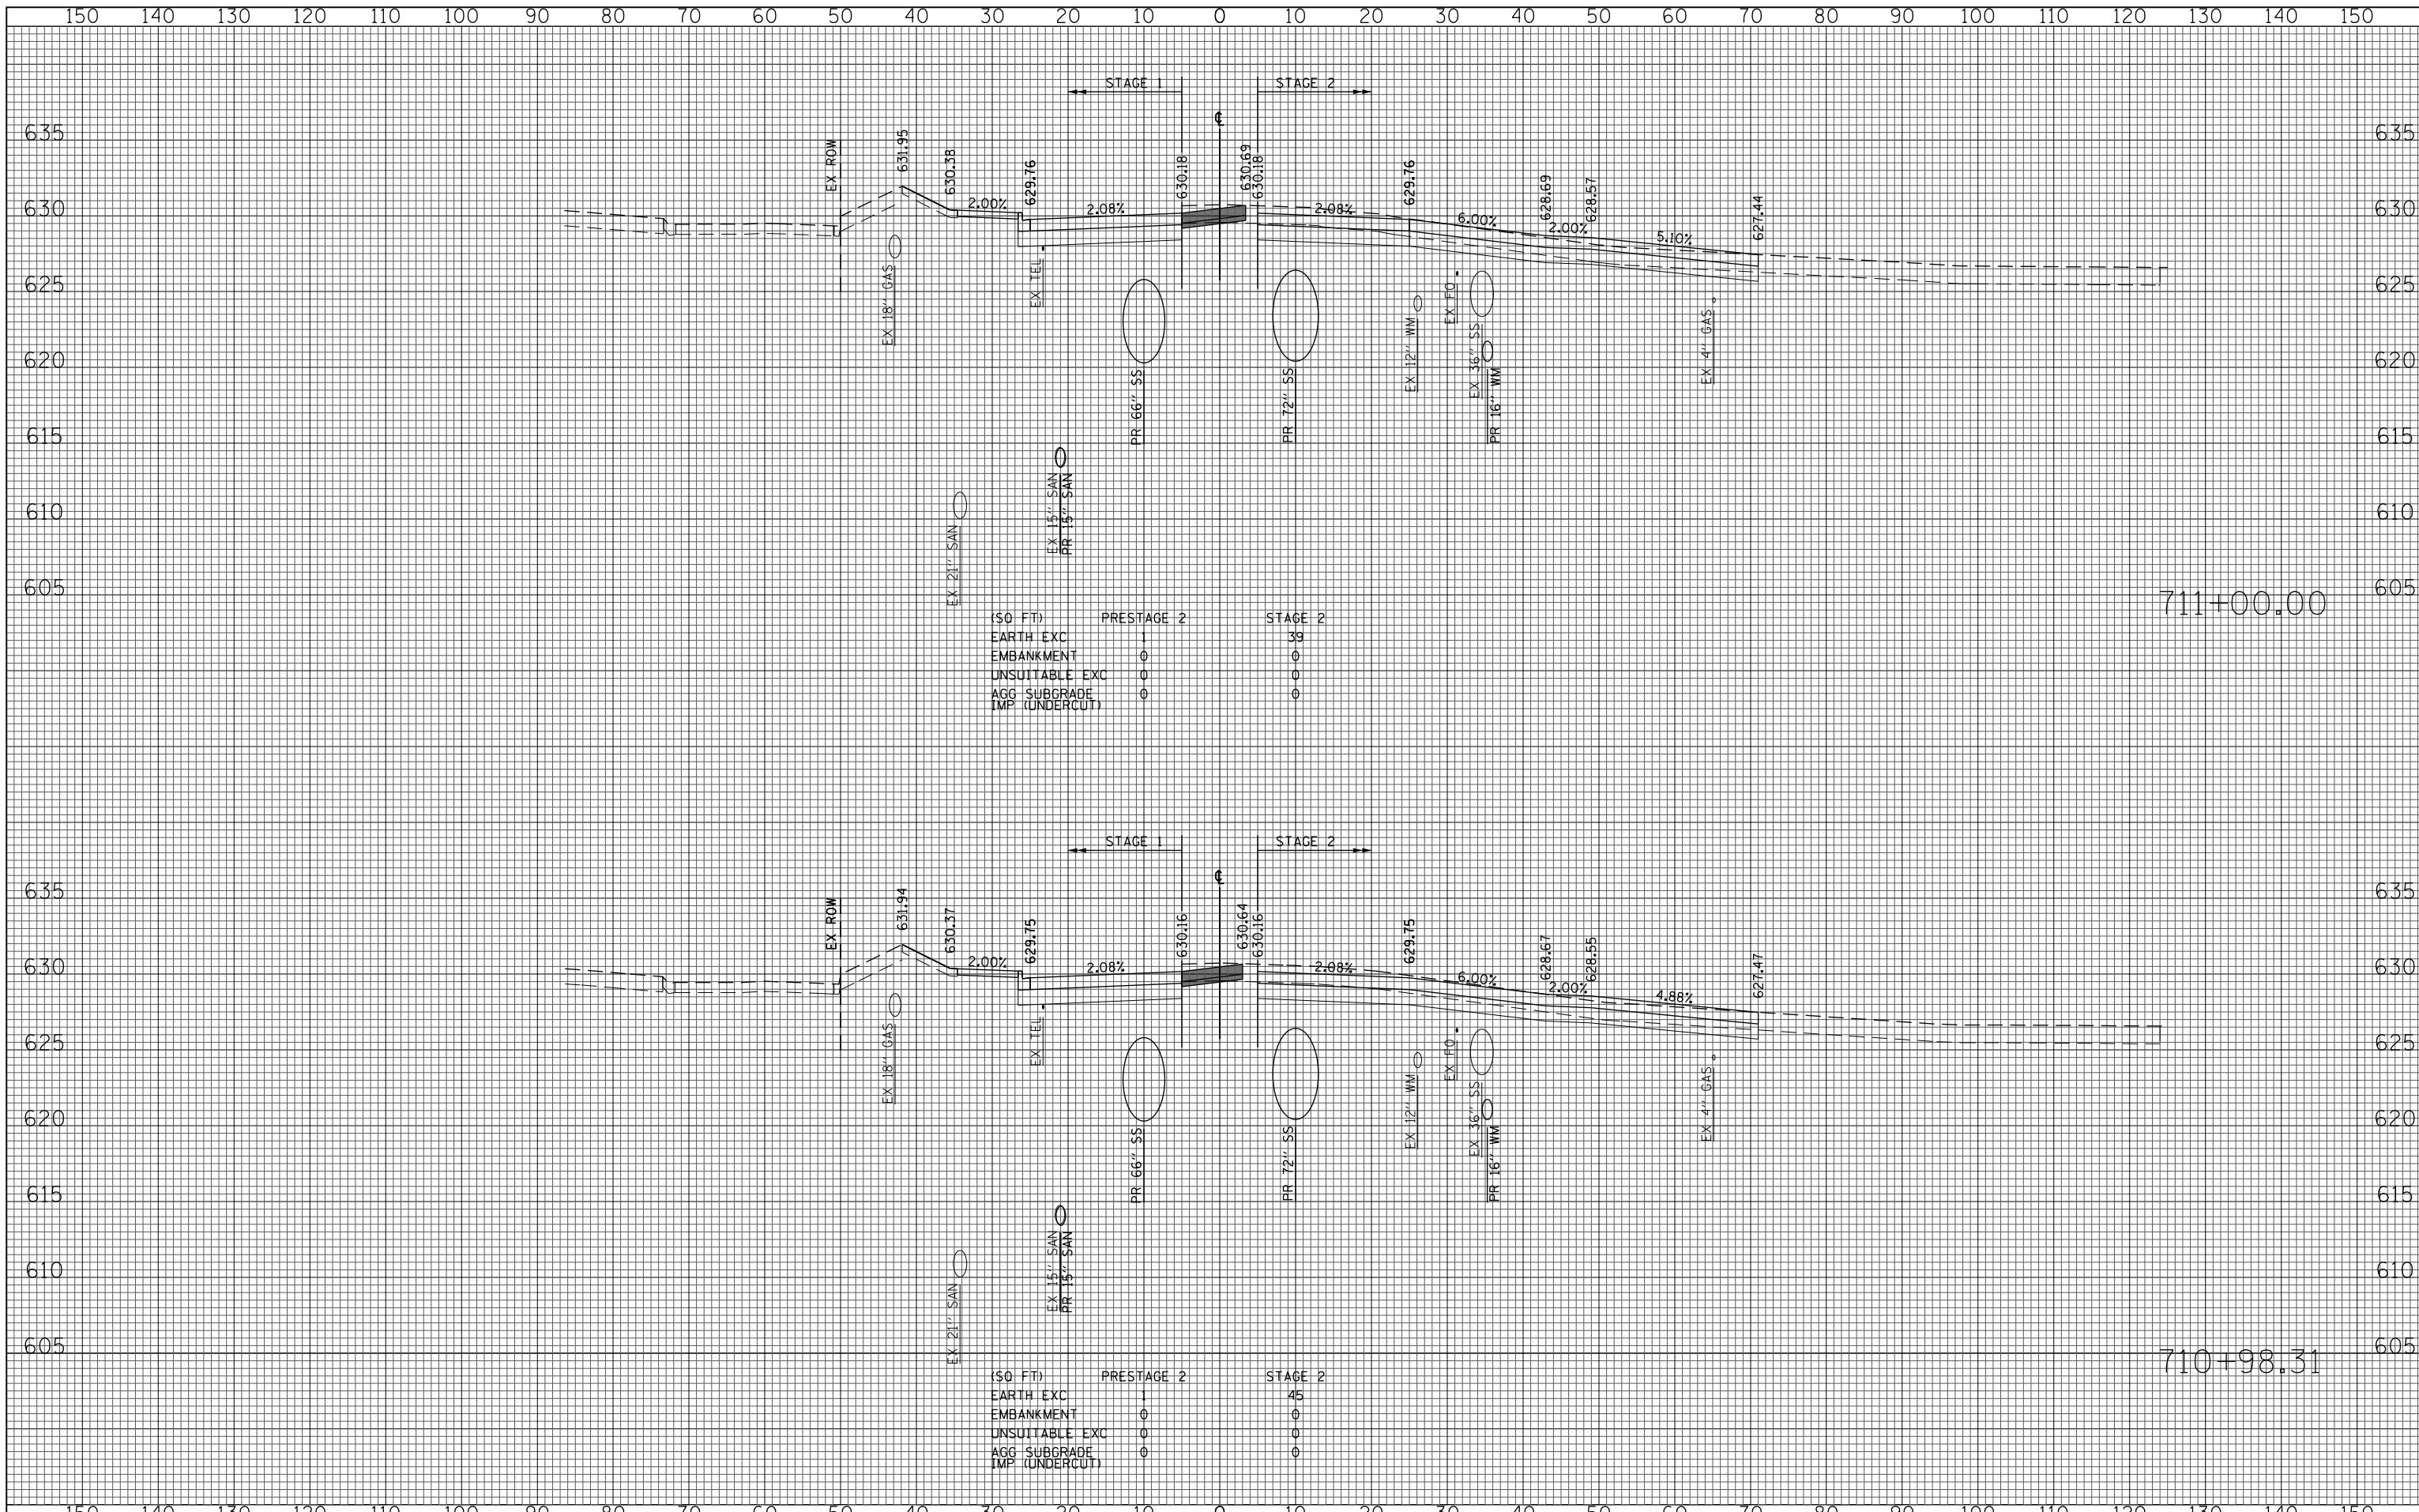 150 140 130 120 110 100 90 80 70 60 50 40 30 20 10 0 10 20 30 40 50 60 70 80 90 100 110 120 130 140 150
STAGE 1 STAGE 2
℄
635 635
EX ROW 631.95 630.38 629.76 630.18 630.69 630.18 629.76 628.69 628.57 627.44
630 630
2.00% 2.08% 2.08% 6.00% 2.00% 5.10%
625 625
EX 18" GAS EX TEL EX 12" WM EX FO EX 36" SS EX 4" GAS
620 620
PR 66" SS PR 72" SS PR 16" WM
615 615
EX 15" SAN PR 15" SAN
610 610
EX 21" SAN
605 605
711+00.00
(SQ FT) PRESTAGE 2 STAGE 2
EARTH EXC 1 39
EMBANKMENT 0 0
UNSUITABLE EXC 0 0
AGG SUBGRADE 0 0
IMP (UNDERCUT)
STAGE 1 STAGE 2
℄
635 635
EX ROW 631.94 630.37 629.75 630.16 630.64 630.16 629.75 628.67 628.55 627.47
630 630
2.00% 2.08% 2.08% 6.00% 2.00% 4.88%
625 625
EX 18" GAS EX TEL EX 12" WM EX FO EX 36" SS EX 4" GAS
620 620
PR 66" SS PR 72" SS PR 16" WM
615 615
EX 15" SAN PR 15" SAN
610 610
EX 21" SAN
605 605
710+98.31
(SQ FT) PRESTAGE 2 STAGE 2
EARTH EXC 1 45
EMBANKMENT 0 0
UNSUITABLE EXC 0 0
AGG SUBGRADE 0 0
IMP (UNDERCUT)
150 140 130 120 110 100 90 80 70 60 50 40 30 20 10 0 10 20 30 40 50 60 70 80 90 100 110 120 130 140 150